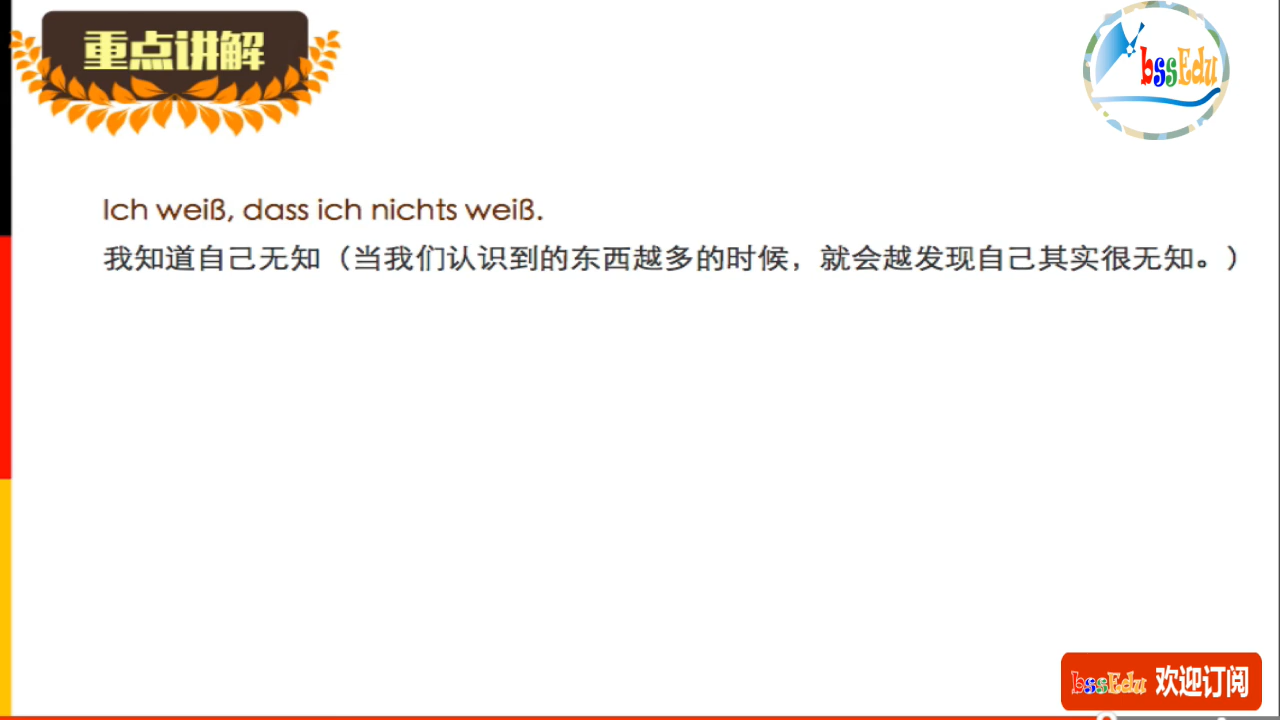 重点讲解
bssEdu
Ich weiß, dass ich nichts weiß.
我知道自己无知（当我们认识到的东西越多的时候，就会越发现自己其实很无知。）
bssEdu 欢迎订阅